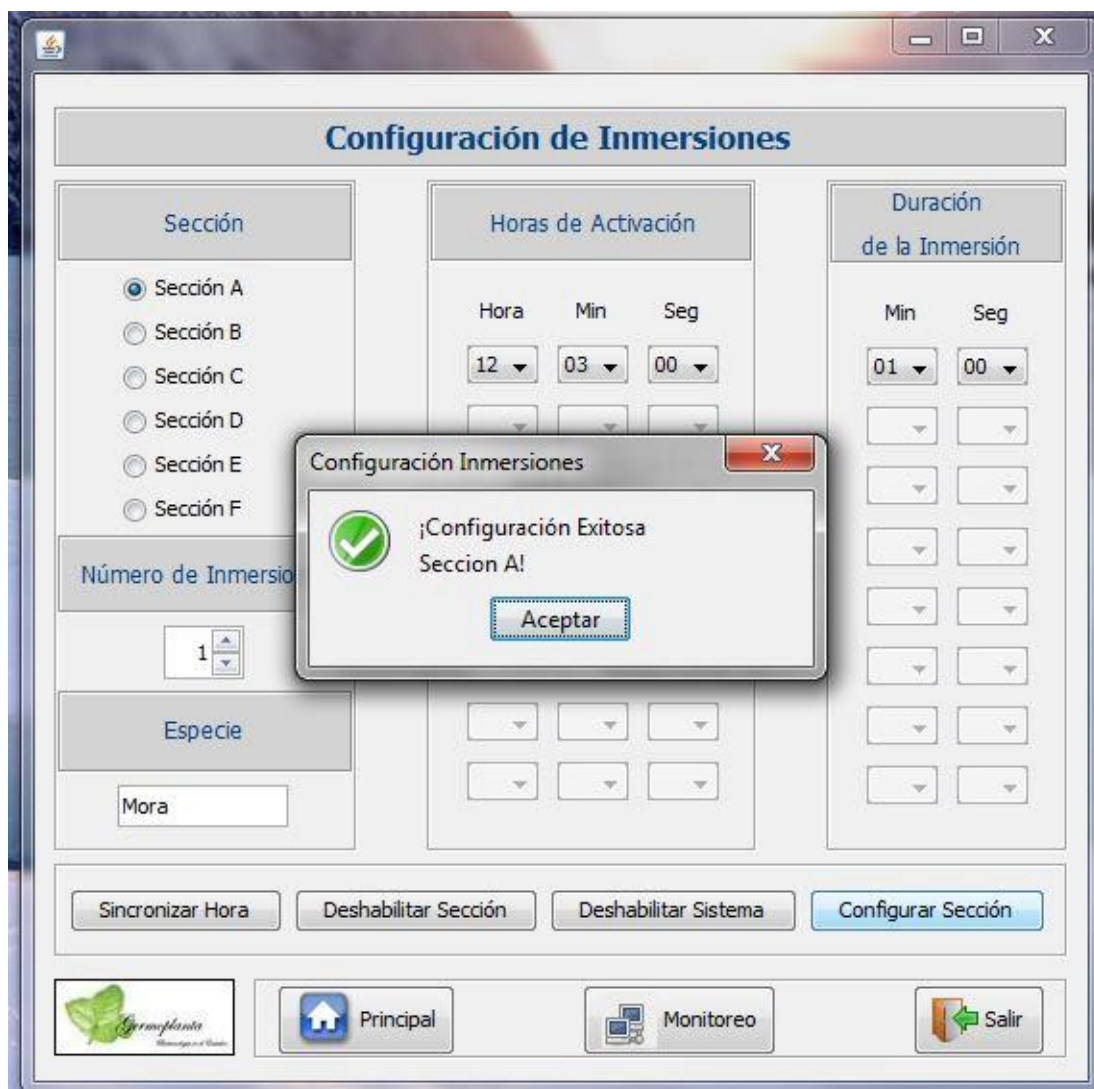 Configuración de Inmersiones
Sección
Sección A
Sección B
Sección C
Sección D
Sección E
Sección F
Número de Inmersio
1
Especie
Mora
Horas de Activación
Hora Min Seg
12 03 00
Duración
de la Inmersión
Min Seg
01 00
Configuración Inmersiones
¡Configuración Exitosa
Seccion A!
Aceptar
Sincronizar Hora Deshabilitar Sección Deshabilitar Sistema Configurar Sección
Germoplanta
Principal Monitoreo Salir